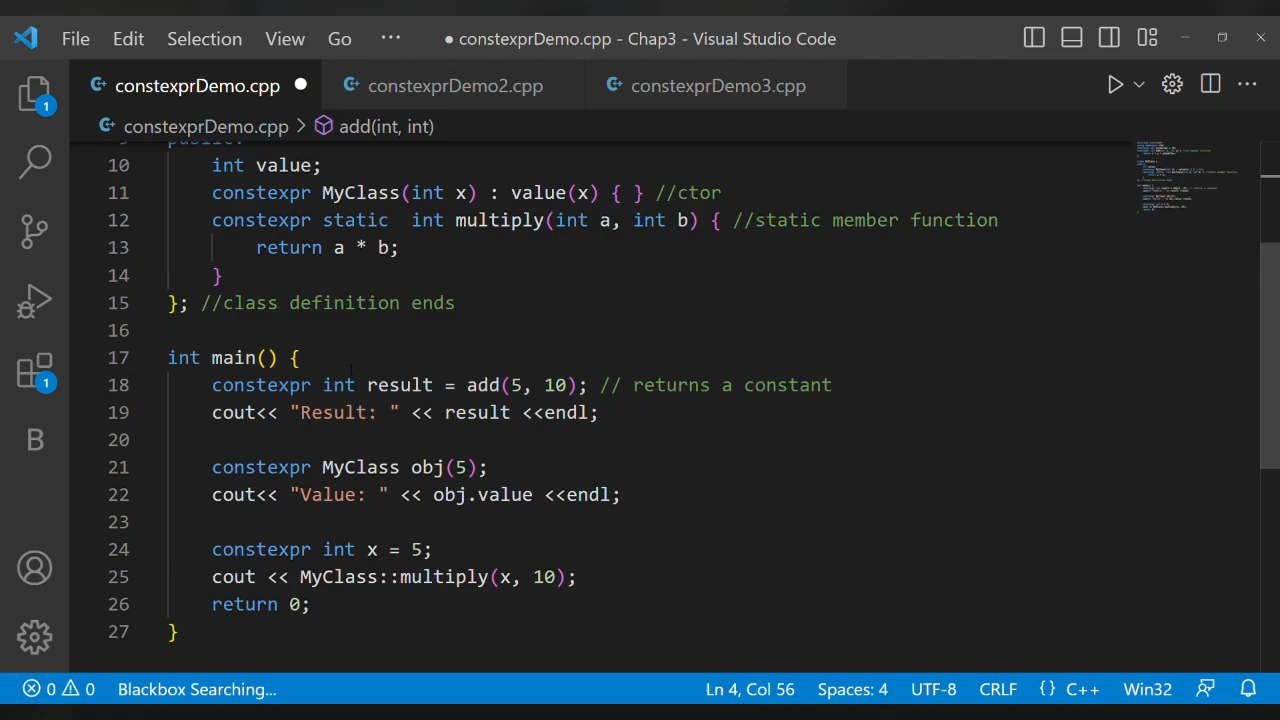 File Edit Selection View Go ··· ● constexprDemo.cpp - Chap3 - Visual Studio Code
constexprDemo.cpp ● constexprDemo2.cpp constexprDemo3.cpp
constexprDemo.cpp > add(int, int)
9 public:
10 int value;
11 constexpr MyClass(int x) : value(x) { } //ctor
12 constexpr static  int multiply(int a, int b) { //static member function
13 return a * b;
14 }
15 }; //class definition ends
16
17 int main() {
18 constexpr int result = add(5, 10); // returns a constant
19 cout<< "Result: " << result <<endl;
20
21 constexpr MyClass obj(5);
22 cout<< "Value: " << obj.value <<endl;
23
24 constexpr int x = 5;
25 cout << MyClass::multiply(x, 10);
26 return 0;
27 }
1
1
B
0 0 Blackbox Searching... Ln 4, Col 56 Spaces: 4 UTF-8 CRLF {} C++ Win32